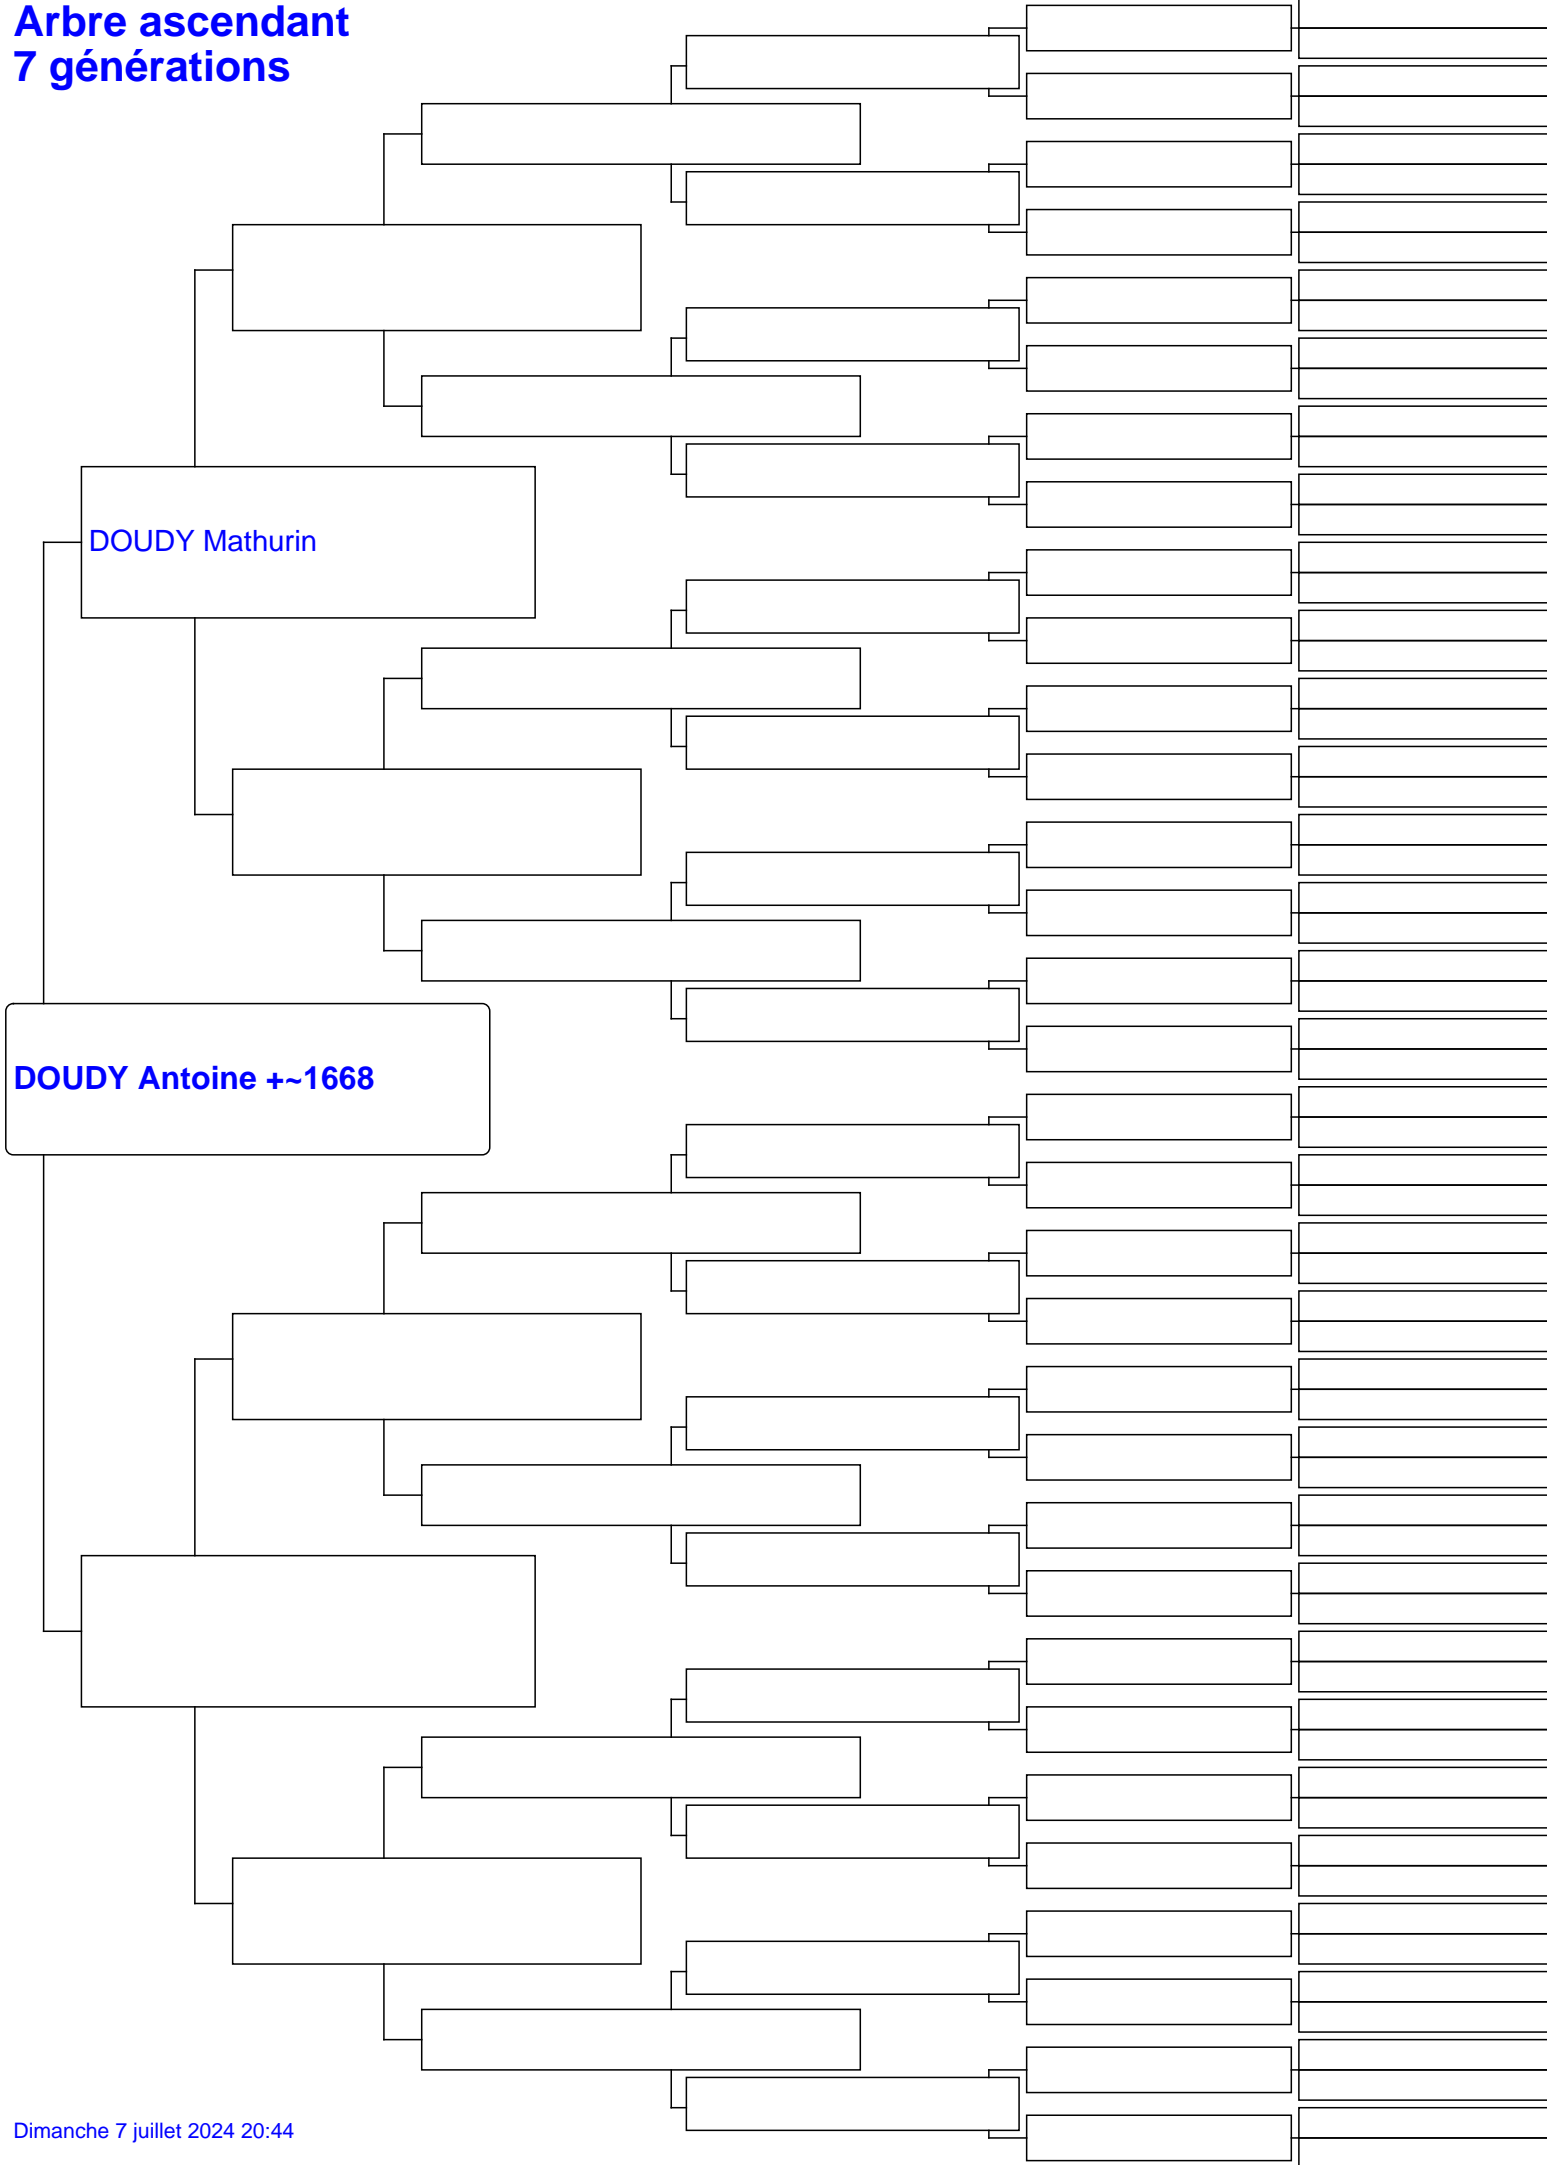 Arbre ascendant
7 générations
DOUDY Mathurin
DOUDY Antoine +~1668
Dimanche 7 juillet 2024 20:44